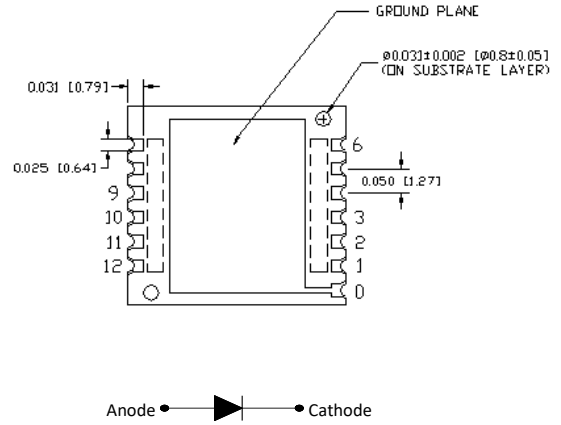 GROUND PLANE
ø0.031±0.002 [ø0.8±0.05]
(ON SUBSTRATE LAYER)
0.031 [0.79]
0.025 [0.64]
6
0.050 [1.27]
9
10
3
11
2
12
1
0
Anode
Cathode